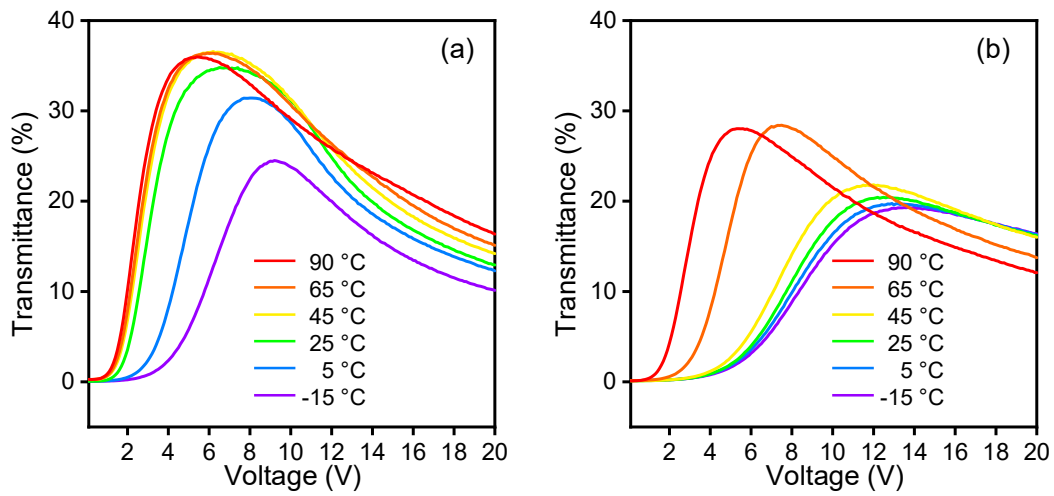 (a)
Transmittance (%)
40
30
20
10
0
90 °C
65 °C
45 °C
25 °C
5 °C
-15 °C
2 4 6 8 10 12 14 16 18 20
Voltage (V)
(b)
Transmittance (%)
40
30
20
10
0
90 °C
65 °C
45 °C
25 °C
5 °C
-15 °C
2 4 6 8 10 12 14 16 18 20
Voltage (V)